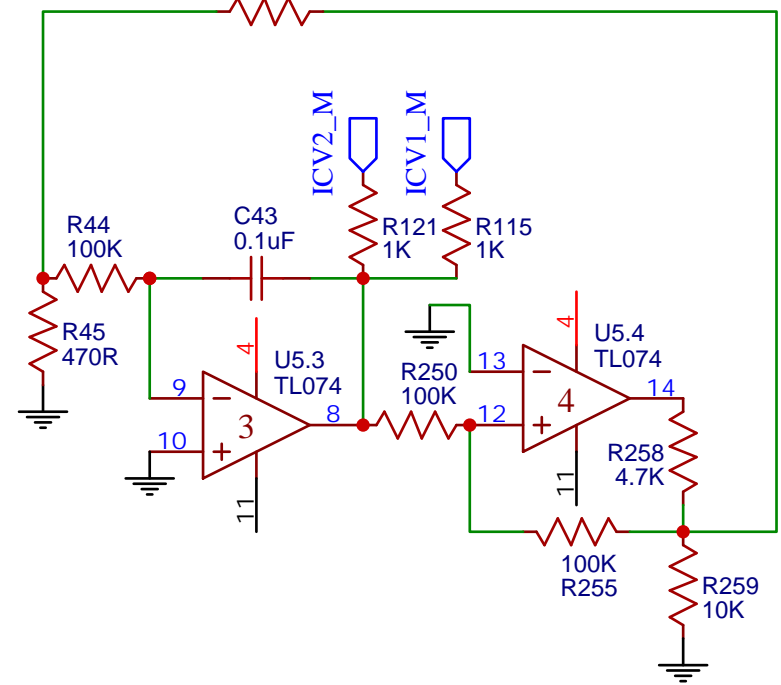 ICV2_M
ICV1_M
R44
100K
C43
0.1uF
R121
1K
R115
1K
R45
470R
4
U5.3
TL074
9
10
3
8
11
R250
100K
4
U5.4
TL074
13
12
4
14
11
R258
4.7K
100K
R255
R259
10K